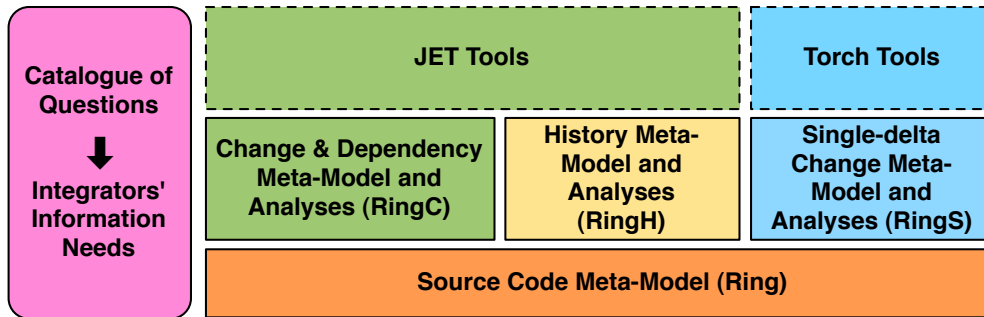 Catalogue of
Questions
Integrators'
Information
Needs
JET Tools
Torch Tools
Change & Dependency
Meta-Model and
Analyses (RingC)
History Meta-
Model and
Analyses
(RingH)
Single-delta
Change Meta-
Model and
Analyses (RingS)
Source Code Meta-Model (Ring)